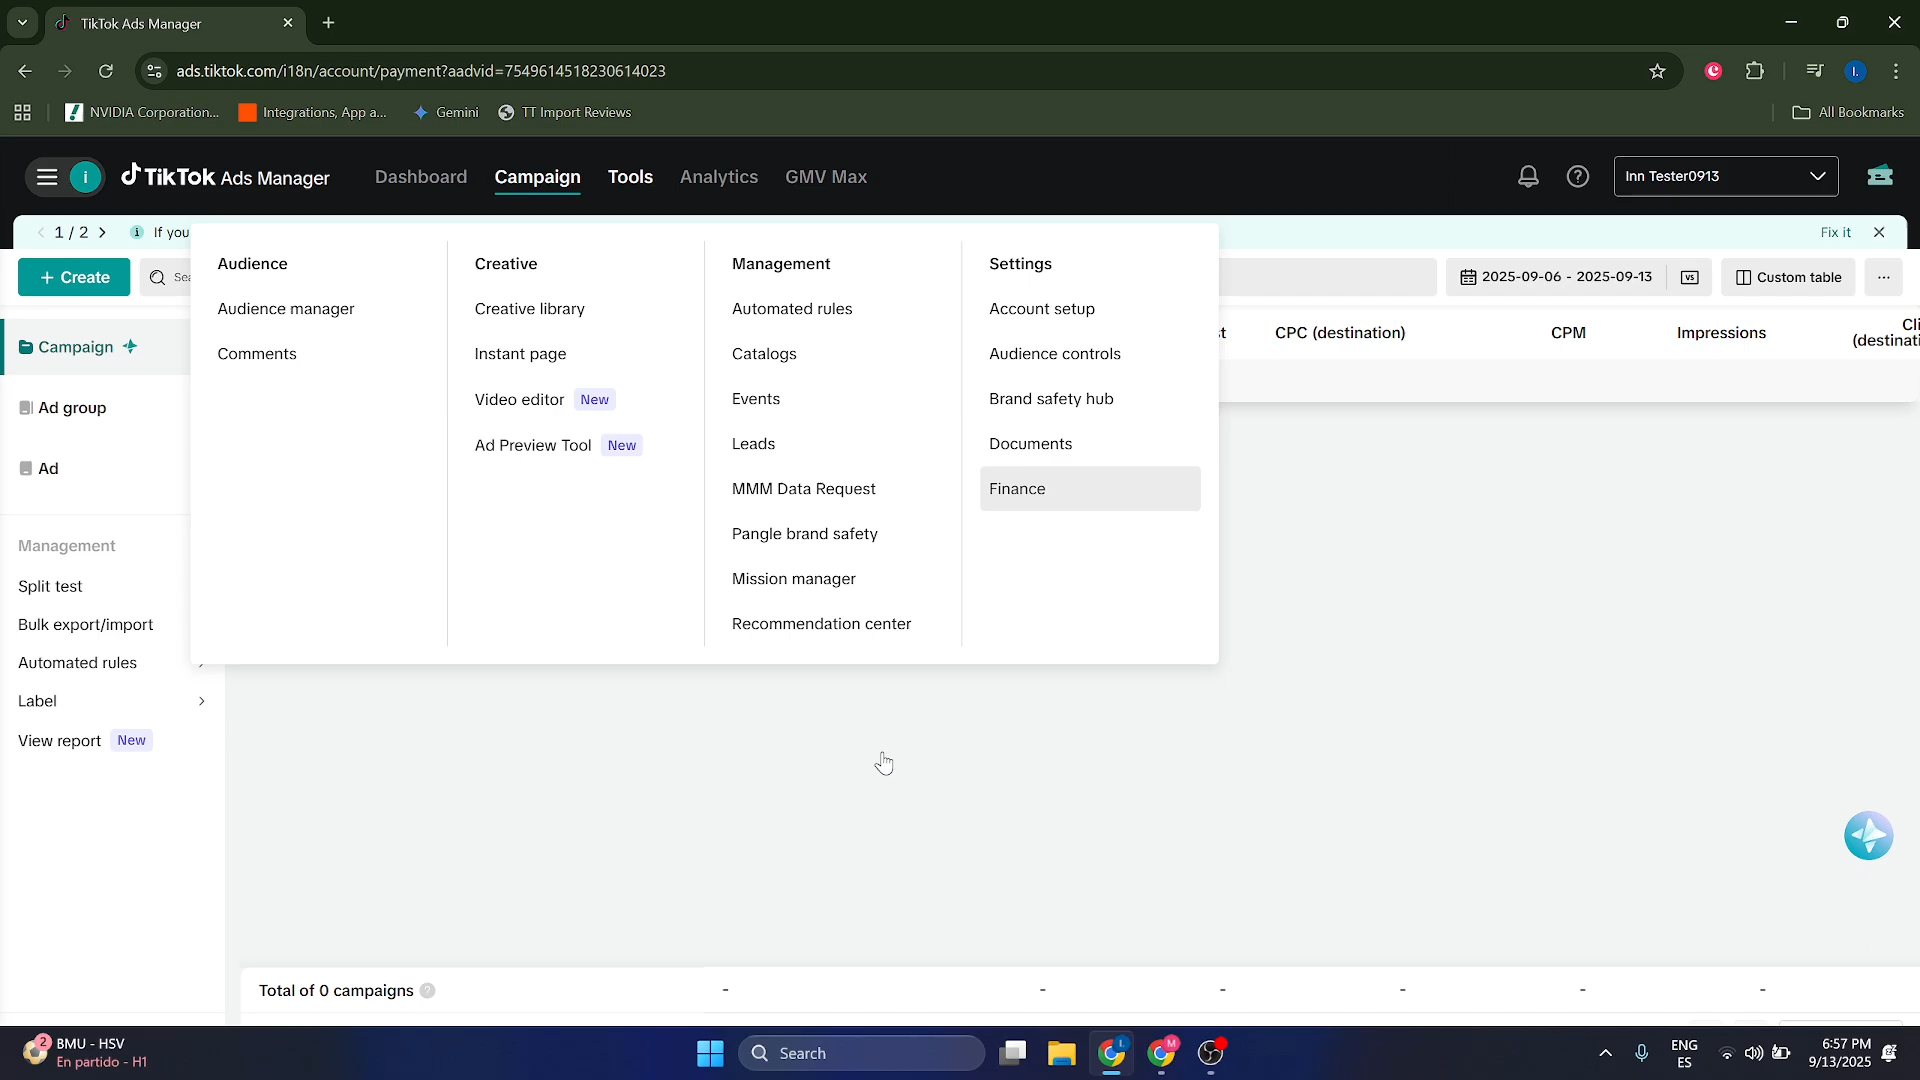 TikTok Ads Manager
ads.tiktok.com/i18n/account/payment?aadvid=7549614518230614023
NVIDIA Corporation...
Integrations, App a...
Gemini
TT Import Reviews
All Bookmarks
i
TikTok Ads Manager
Dashboard
Campaign
Tools
Analytics
GMV Max
Inn Tester0913
1 / 2
If you
Fix it
+ Create
Sea
2025-09-06 - 2025-09-13
VS
Custom table
Campaign
Ad group
Ad
Management
Split test
Bulk export/import
Automated rules
Label
View report New
Audience
Audience manager
Comments
Creative
Creative library
Instant page
Video editor New
Ad Preview Tool New
Management
Automated rules
Catalogs
Events
Leads
MMM Data Request
Pangle brand safety
Mission manager
Recommendation center
Settings
Account setup
Audience controls
Brand safety hub
Documents
Finance
t
CPC (destination)
CPM
Impressions
Cli
(destinati
Total of 0 campaigns
-
-
-
-
-
-
2
BMU - HSV
En partido - H1
Search
ENG
ES
6:57 PM
9/13/2025